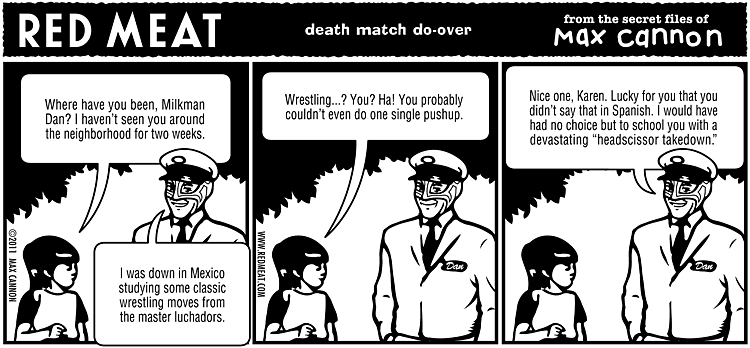 RED MEAT
death match do-over
from the secret files of
max cannon
Where have you been, Milkman
Dan? I haven't seen you around
the neighborhood for two weeks.
I was down in Mexico
studying some classic
wrestling moves from
the master luchadors.
©2011 MAX CANNON
Wrestling...? You? Ha! You probably
couldn't even do one single pushup.
Dan
WWW.REDMEAT.COM
Nice one, Karen. Lucky for you that you
didn't say that in Spanish. I would have
had no choice but to school you with a
devastating “headscissor takedown.”
Dan